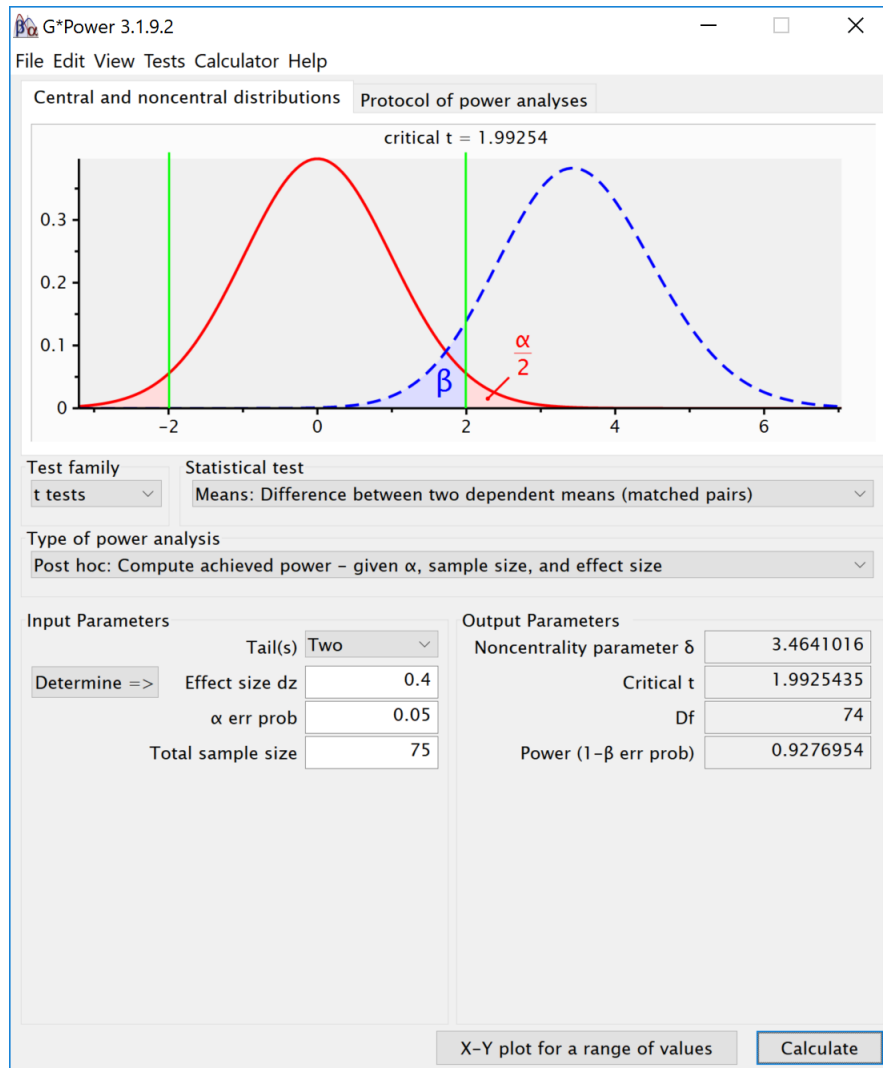 G*Power 3.1.9.2
File Edit View Tests Calculator Help
Central and noncentral distributions Protocol of power analyses
critical t = 1.99254
0.3
0.2
0.1
0
α
2
β
−2 0 2 4 6
Test family Statistical test
t tests Means: Difference between two dependent means (matched pairs)
Type of power analysis
Post hoc: Compute achieved power – given α, sample size, and effect size
Input Parameters Output Parameters
Tail(s) Two Noncentrality parameter δ 3.4641016
Determine => Effect size dz 0.4 Critical t 1.9925435
α err prob 0.05 Df 74
Total sample size 75 Power (1−β err prob) 0.9276954
X−Y plot for a range of values Calculate